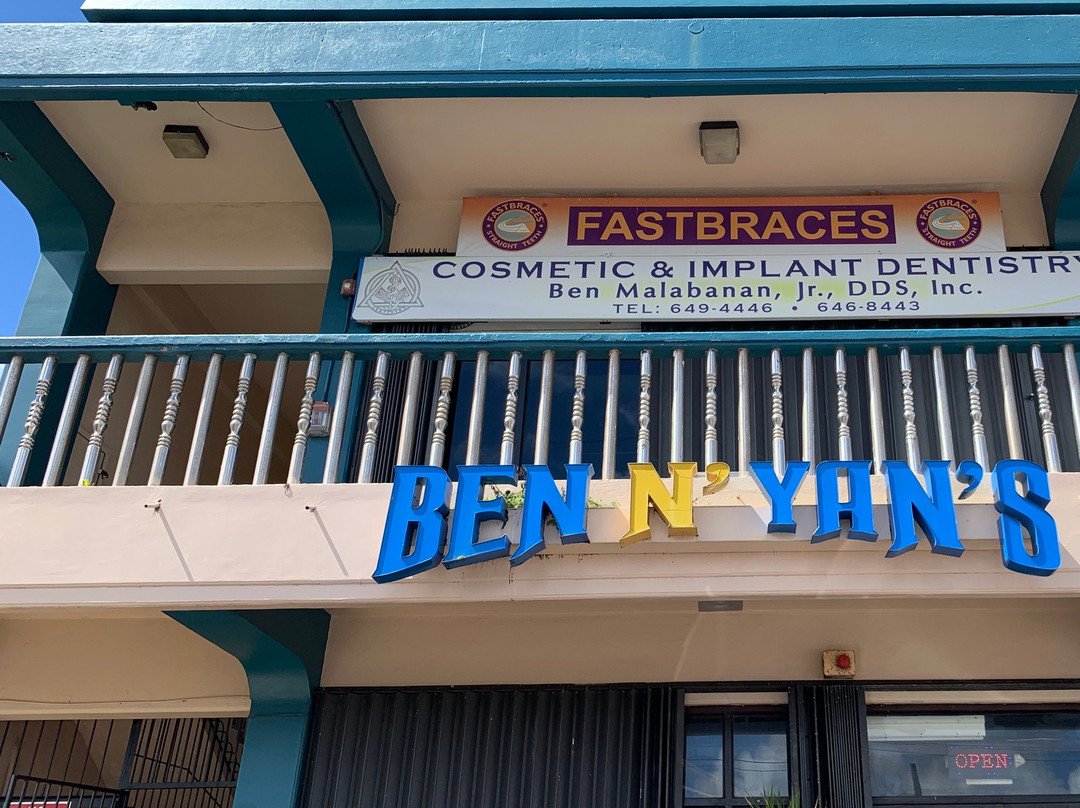 FASTBRACES
STRAIGHT TEETH
FASTBRACES
FASTBRACES
STRAIGHT TEETH
COSMETIC & IMPLANT DENTISTRY
Ben Malabanan, Jr., DDS, Inc.
TEL: 649-4446 • 646-8443
BEN N' YAN'S
OPEN